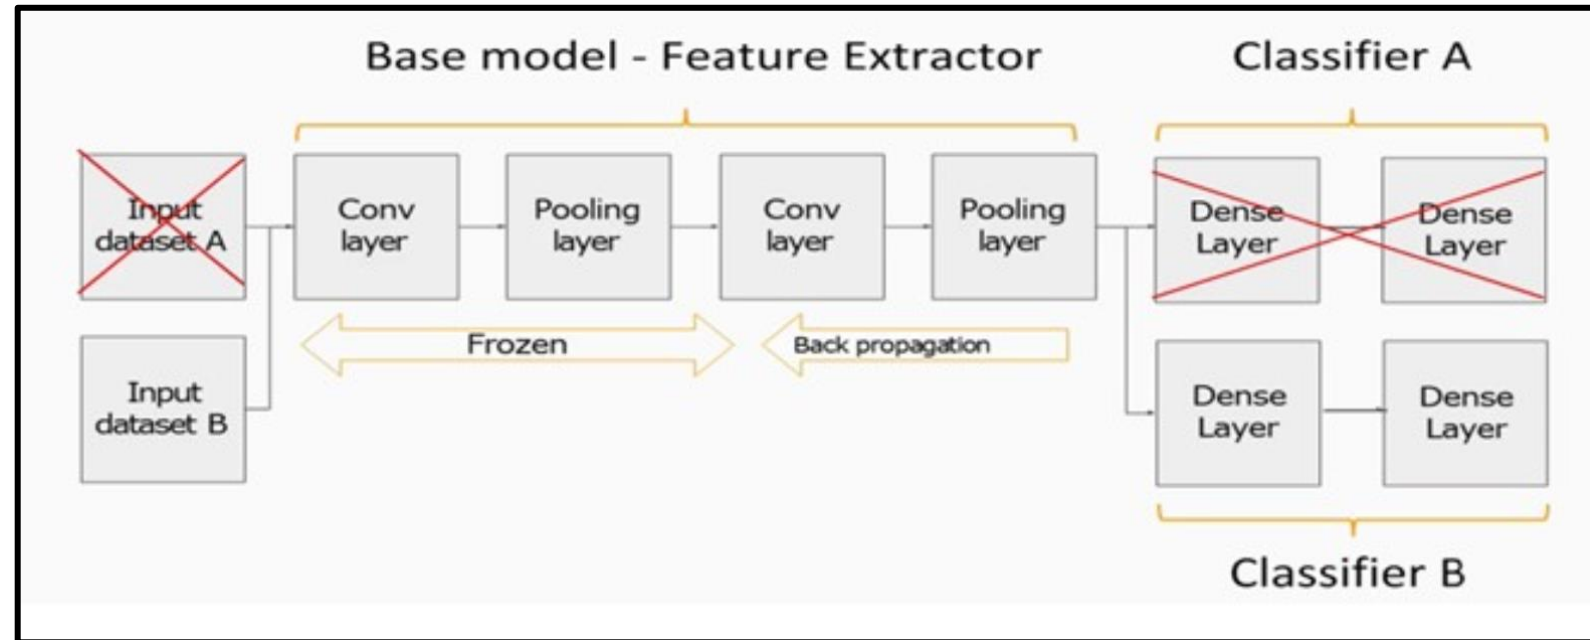 Base model - Feature Extractor
Classifier A
Input
dataset A
Conv
layer
Pooling
layer
Conv
layer
Pooling
layer
Dense
Layer
Dense
Layer
Frozen
Back propagation
Input
dataset B
Dense
Layer
Dense
Layer
Classifier B